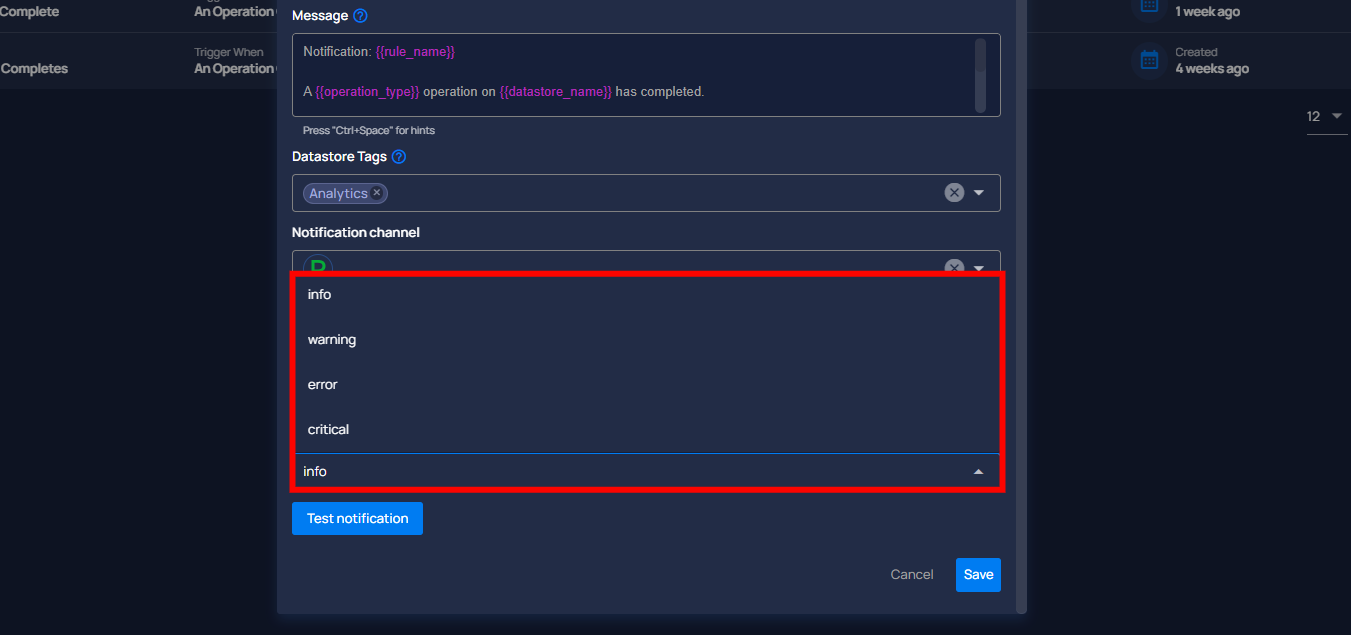 Complete
An Operation
1 week ago
Completes
Trigger When
An Operation
Created
4 weeks ago
12
Message
Notification: {{rule_name}}
A {{operation_type}} operation on {{datastore_name}} has completed.
Press "Ctrl+Space" for hints
Datastore Tags
Analytics
Notification channel
info
warning
error
critical
info
Test notification
Cancel
Save